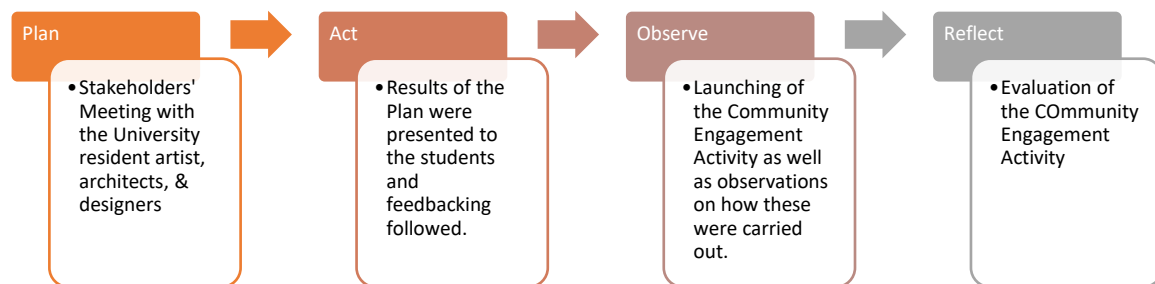 Plan
• Stakeholders'
Meeting with
the University
resident artist,
architects, &
designers
Act
• Results of the
Plan were
presented to
the students
and
feedbacking
followed.
Observe
• Launching of
the Community
Engagement
Activity as well
as observations
on how these
were carried
out.
Reflect
• Evaluation of
the COmmunity
Engagement
Activity